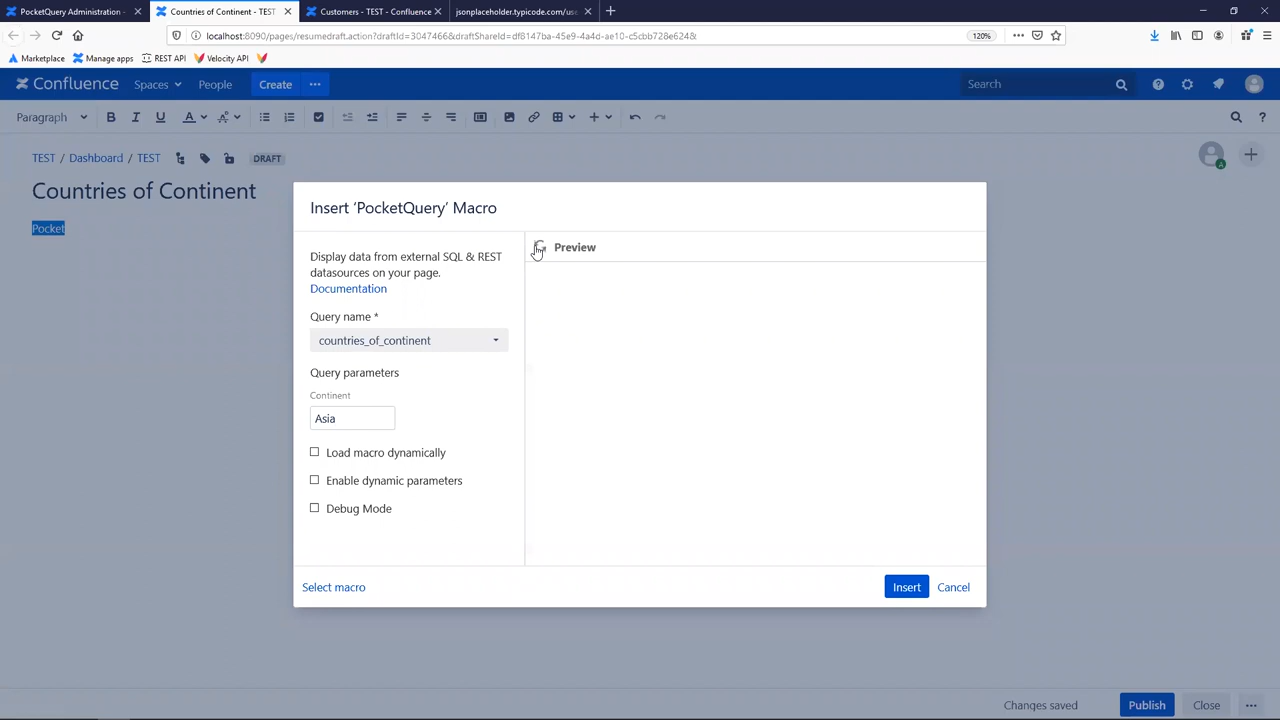 PocketQuery Administration -
Countries of Continent - TEST
Customers - TEST - Confluence
jsonplaceholder.typicode.com/use
localhost:8090/pages/resumedraft.action?draftId=3047466&draftShareId=df8147ba-45e9-4a4d-ae10-c5cbb728e624&
120%
Marketplace
Manage apps
REST API
Velocity API
Confluence
Spaces
People
Create
Search
Paragraph
TEST / Dashboard / TEST
DRAFT
Countries of Continent
Pocket
Insert 'PocketQuery' Macro
Display data from external SQL & REST
datasources on your page.
Documentation
Query name *
countries_of_continent
Query parameters
Continent
Asia
Load macro dynamically
Enable dynamic parameters
Debug Mode
Preview
Select macro
Insert
Cancel
Changes saved
Publish
Close